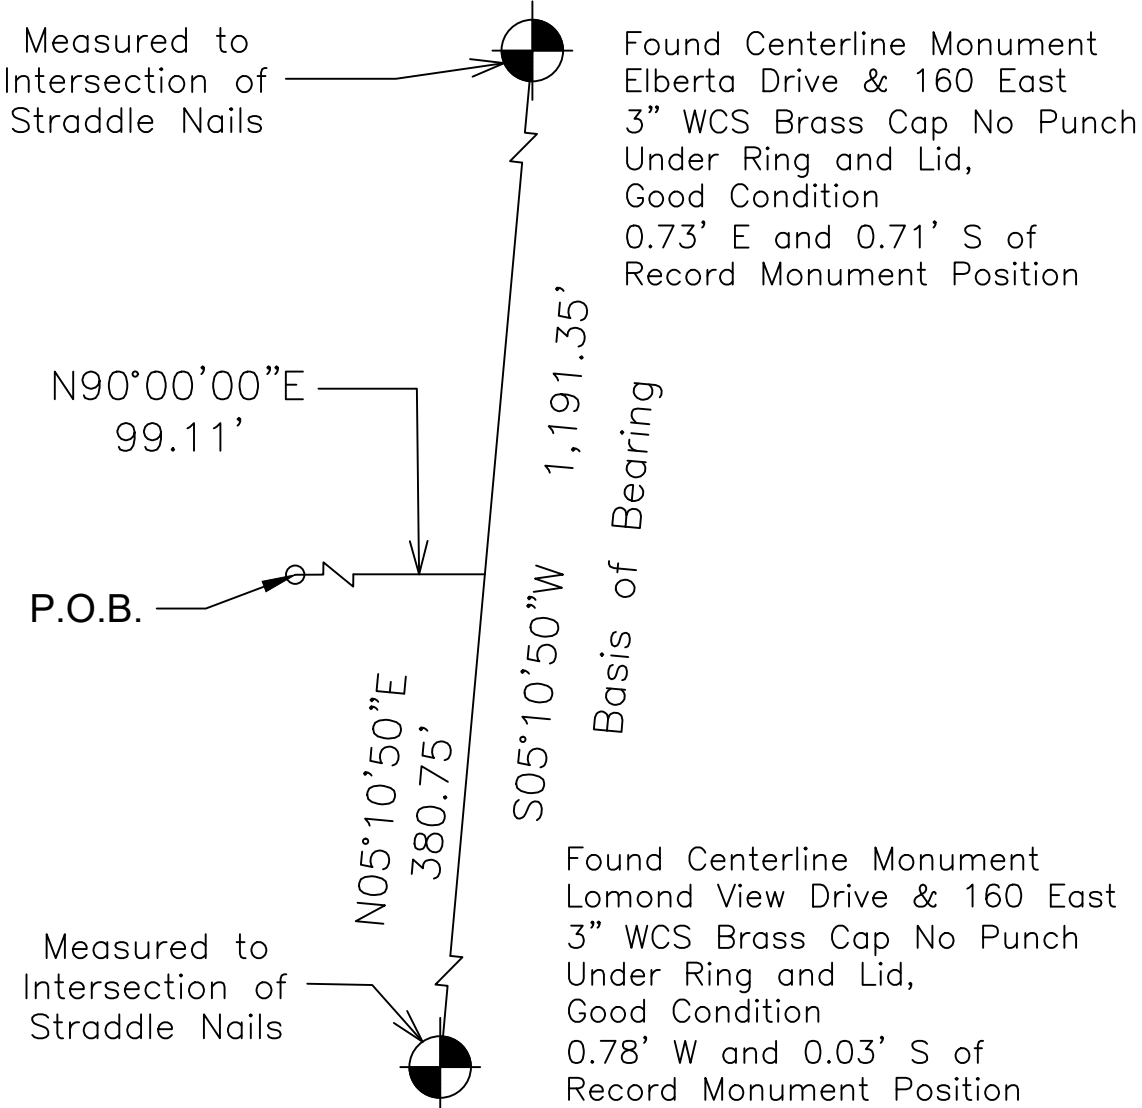 Measured to
Intersection of
Straddle Nails
Found Centerline Monument
Elberta Drive & 160 East
3” WCS Brass Cap No Punch
Under Ring and Lid,
Good Condition
0.73’ E and 0.71’ S of
Record Monument Position
N90°00’00”E
99.11’
1,191.35’
S05°10’50”W
Basis of Bearing
P.O.B.
N05°10’50”E
380.75’
Found Centerline Monument
Lomond View Drive & 160 East
3” WCS Brass Cap No Punch
Under Ring and Lid,
Good Condition
0.78’ W and 0.03’ S of
Record Monument Position
Measured to
Intersection of
Straddle Nails